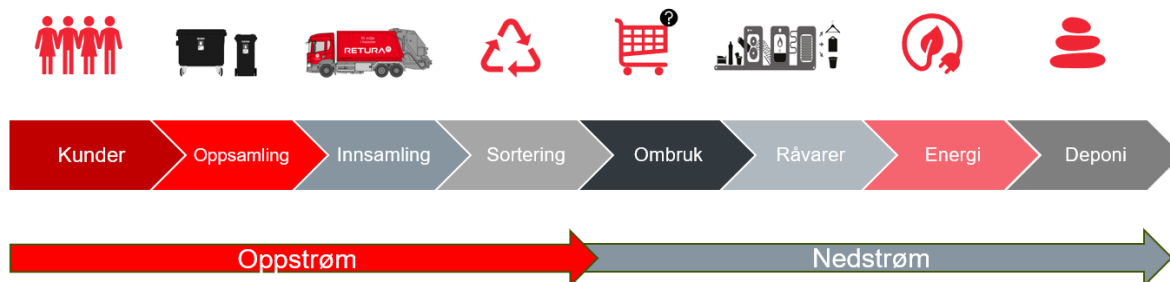 ?
RETURA
Kunder
Oppsamling
Innsamling
Sortering
Ombruk
Råvarer
Energi
Deponi
Oppstrøm
Nedstrøm